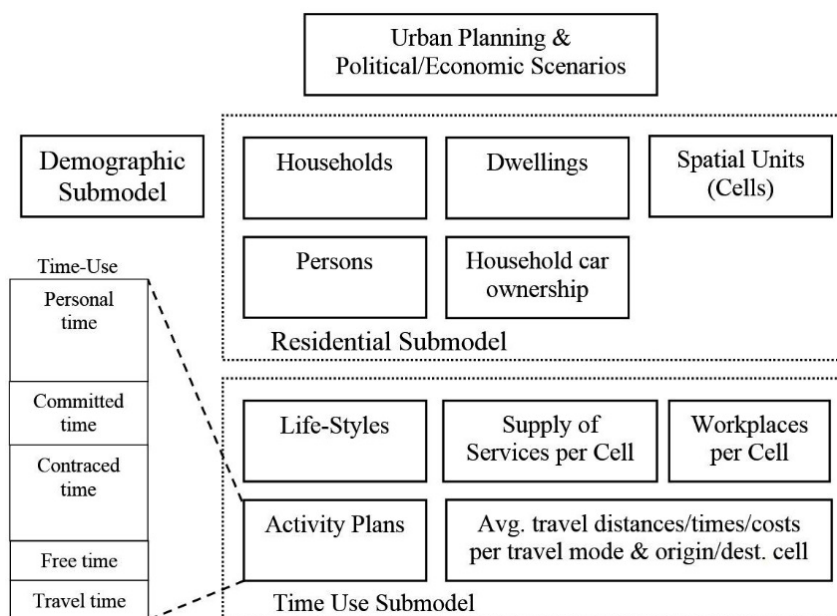 Urban Planning &
Political/Economic Scenarios
Demographic
Submodel
Households
Dwellings
Spatial Units
(Cells)
Persons
Household car
ownership
Residential Submodel
Time-Use
Personal
time
Committed
time
Contraced
time
Free time
Travel time
Life-Styles
Supply of
Services per Cell
Workplaces
per Cell
Activity Plans
Avg. travel distances/times/costs
per travel mode & origin/dest. cell
Time Use Submodel